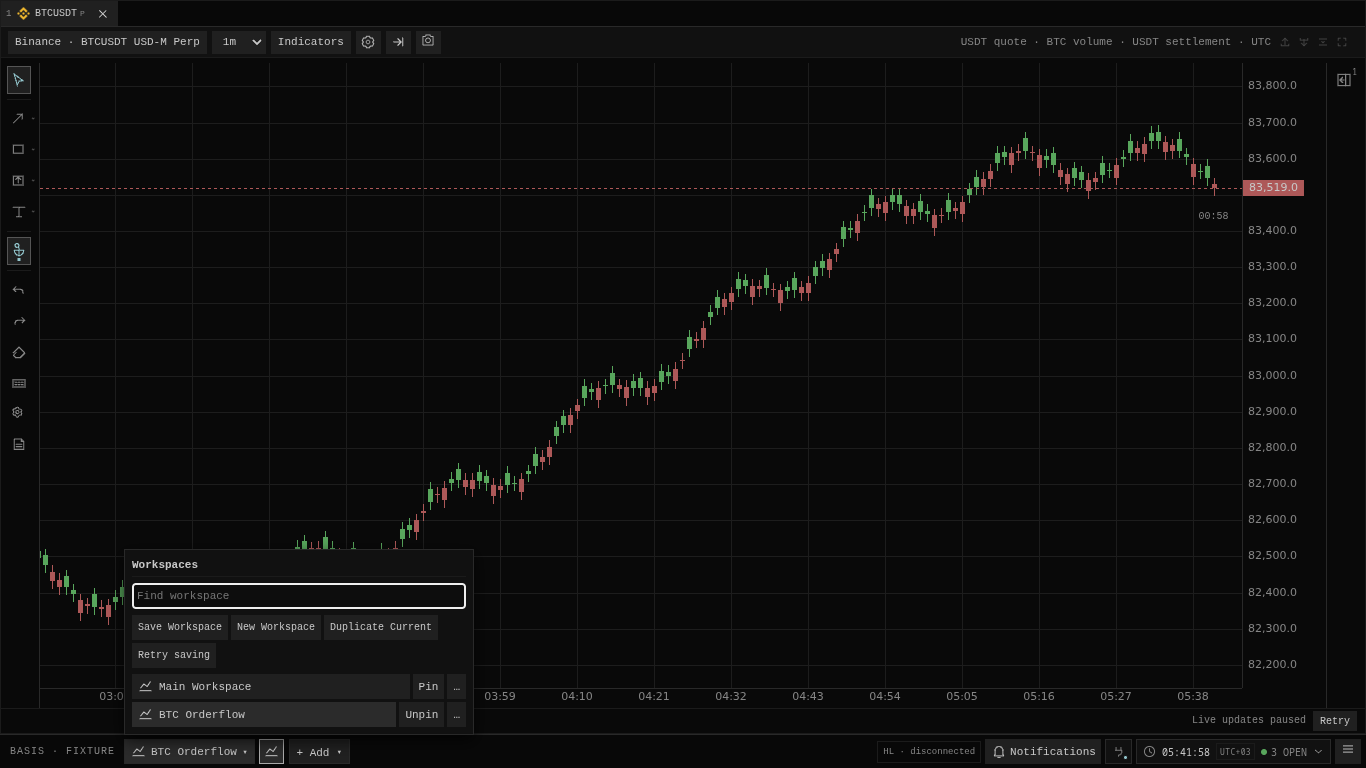 1 BTCUSDT P
Binance · BTCUSDT USD-M Perp 1m Indicators USDT quote · BTC volume · USDT settlement · UTC
1
83,800.0
83,700.0
83,600.0
83,519.0
00:58
83,400.0
83,300.0
83,200.0
83,100.0
83,000.0
82,900.0
82,800.0
82,700.0
82,600.0
82,500.0
82,400.0
82,300.0
82,200.0
Workspaces
Find workspace
Save Workspace New Workspace Duplicate Current
Retry saving
Main Workspace Pin …
BTC Orderflow Unpin …
03:0 03:59 04:10 04:21 04:32 04:43 04:54 05:05 05:16 05:27 05:38
Live updates paused Retry
BASIS · FIXTURE BTC Orderflow + Add HL · disconnected Notifications 05:41:58 UTC+03 3 OPEN